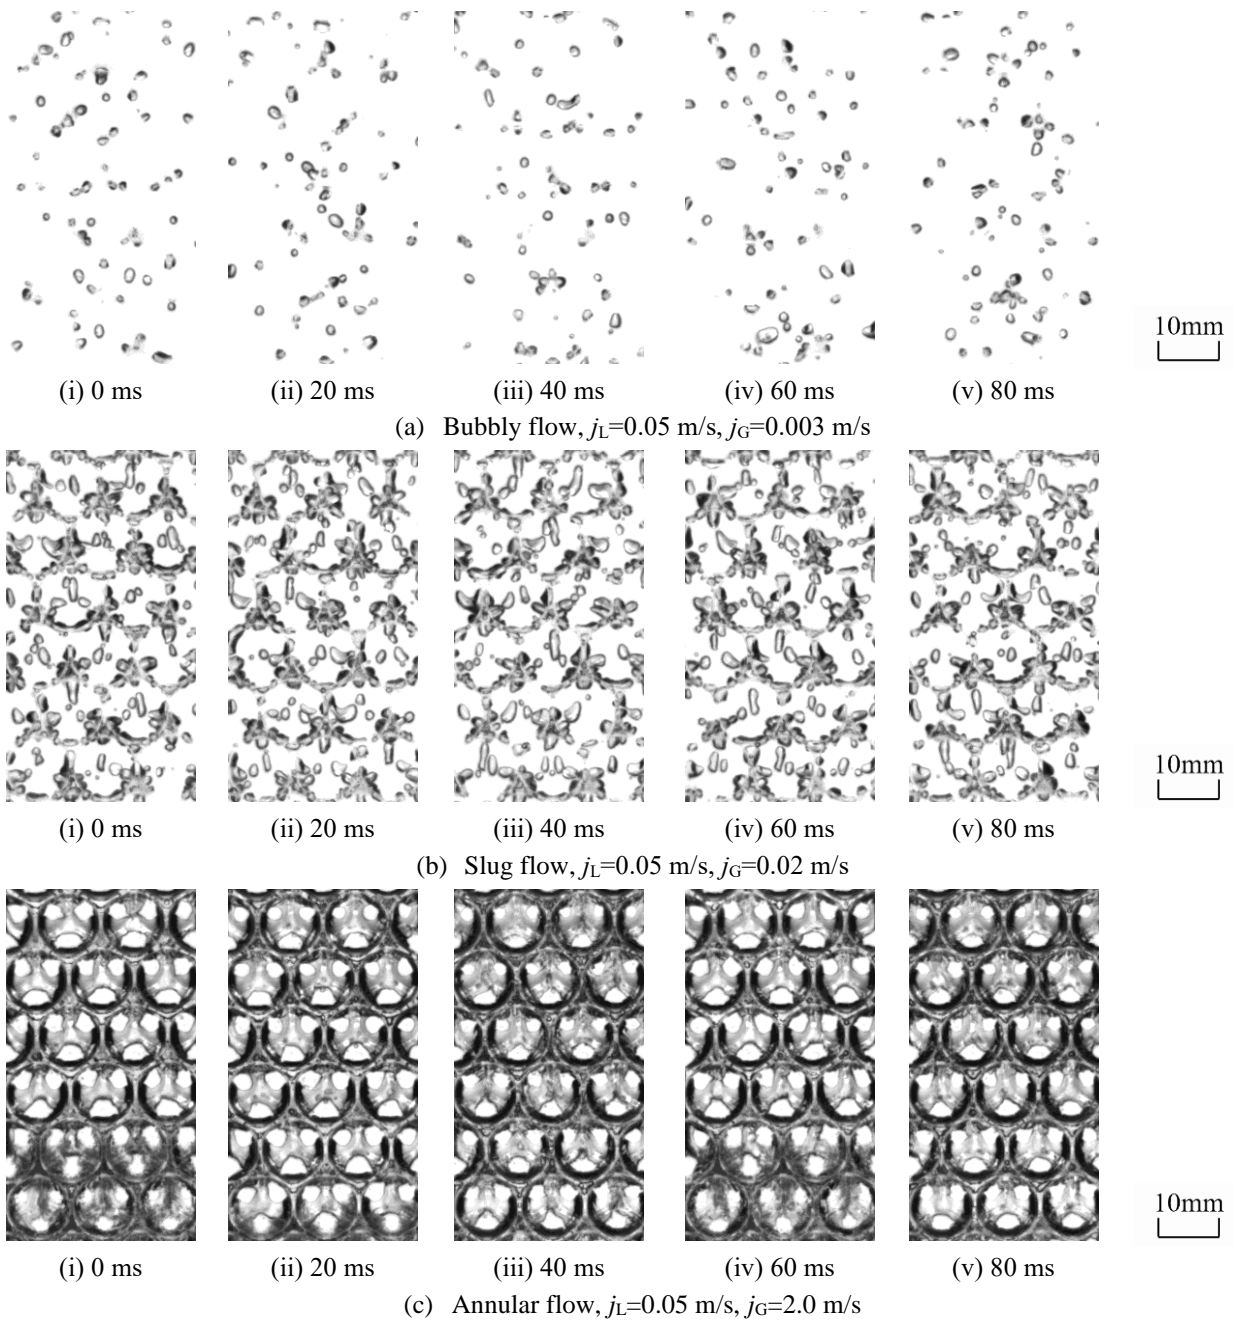 10mm
(i) 0 ms (ii) 20 ms (iii) 40 ms (iv) 60 ms (v) 80 ms
(a) Bubbly flow, jL=0.05 m/s, jG=0.003 m/s
10mm
(i) 0 ms (ii) 20 ms (iii) 40 ms (iv) 60 ms (v) 80 ms
(b) Slug flow, jL=0.05 m/s, jG=0.02 m/s
10mm
(i) 0 ms (ii) 20 ms (iii) 40 ms (iv) 60 ms (v) 80 ms
(c) Annular flow, jL=0.05 m/s, jG=2.0 m/s